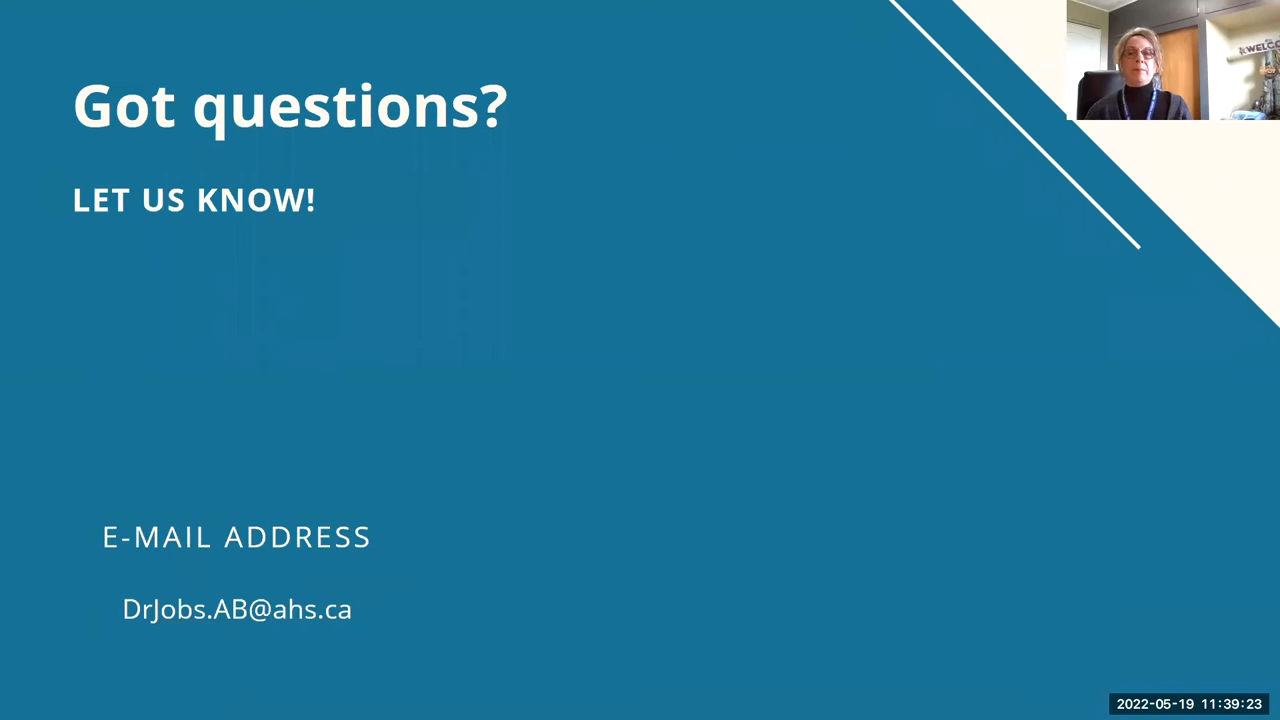 Got questions?
LET US KNOW!
E-MAIL ADDRESS
DrJobs.AB@ahs.ca
2022-05-19 11:39:23